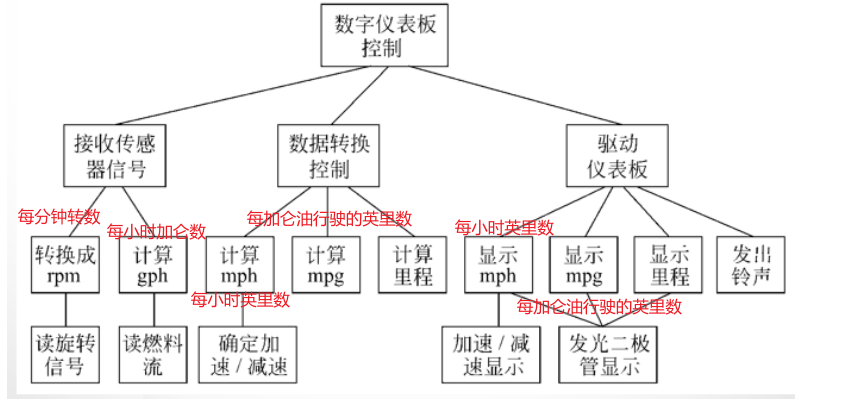 数字仪表板
控制
接收传感
器信号
数据转换
控制
驱动
仪表板
每分钟转数
每小时加仑数
每加仑油行驶的英里数
每小时英里数
转换成
rpm
计算
gph
计算
mph
计算
mpg
计算
里程
显示
mph
显示
mpg
显示
里程
发出
铃声
每小时英里数
每加仑油行驶的英里数
读旋转
信号
读燃料
流
确定加
速/减速
加速/减
速显示
发光二极
管显示